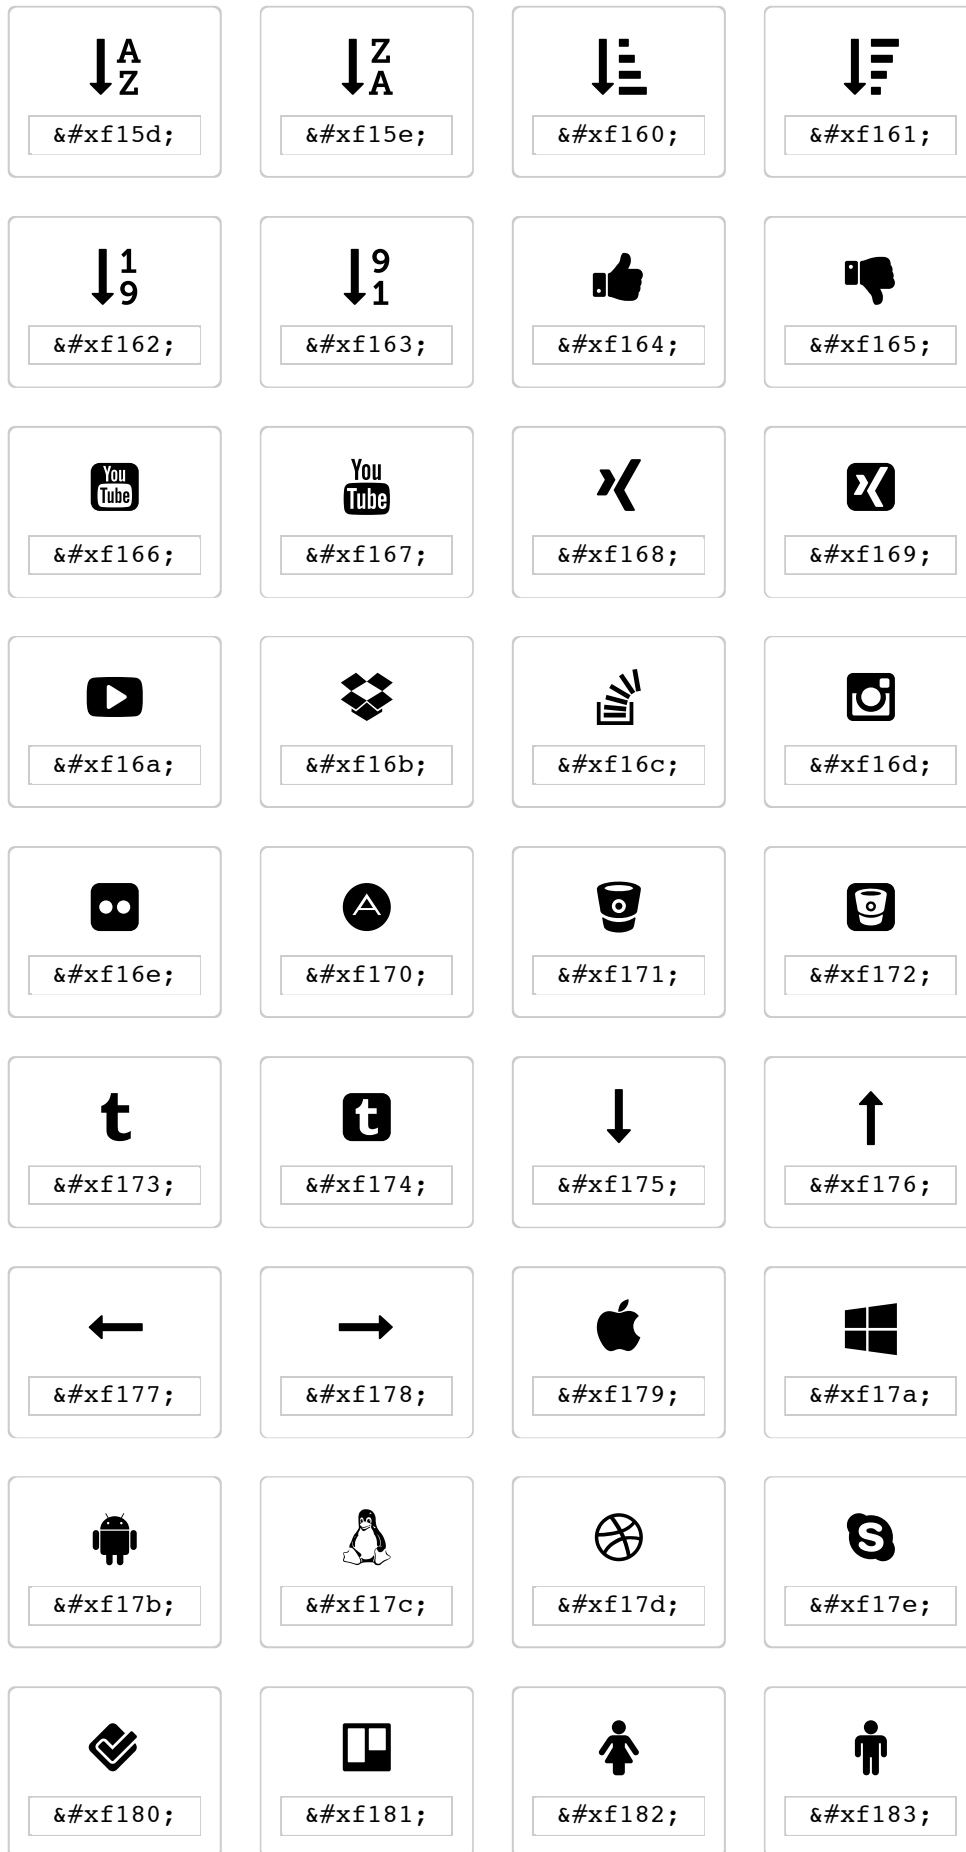 A A
Z
Z
A
&#xf15d; &#xf15e; &#xf160; &#xf161;
1 9
9 1
&#xf162; &#xf163; &#xf164; &#xf165;
You You
Tube Tube
&#xf166; &#xf167; &#xf168; &#xf169;
&#xf16a; &#xf16b; &#xf16c; &#xf16d;
A
&#xf16e; &#xf170; &#xf171; &#xf172;
t t
&#xf173; &#xf174; &#xf175; &#xf176;
&#xf177; &#xf178; &#xf179; &#xf17a;
S
&#xf17b; &#xf17c; &#xf17d; &#xf17e;
&#xf180; &#xf181; &#xf182; &#xf183;